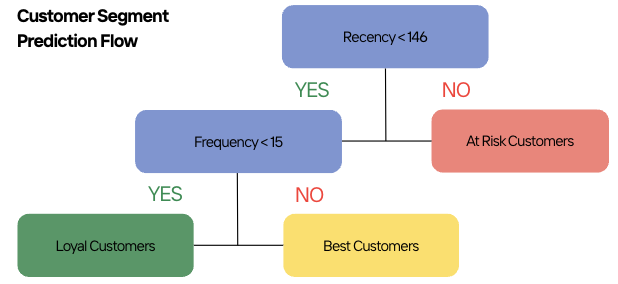 Customer Segment
Prediction Flow
Recency < 146
YES
NO
Frequency < 15
At Risk Customers
YES
NO
Loyal Customers
Best Customers